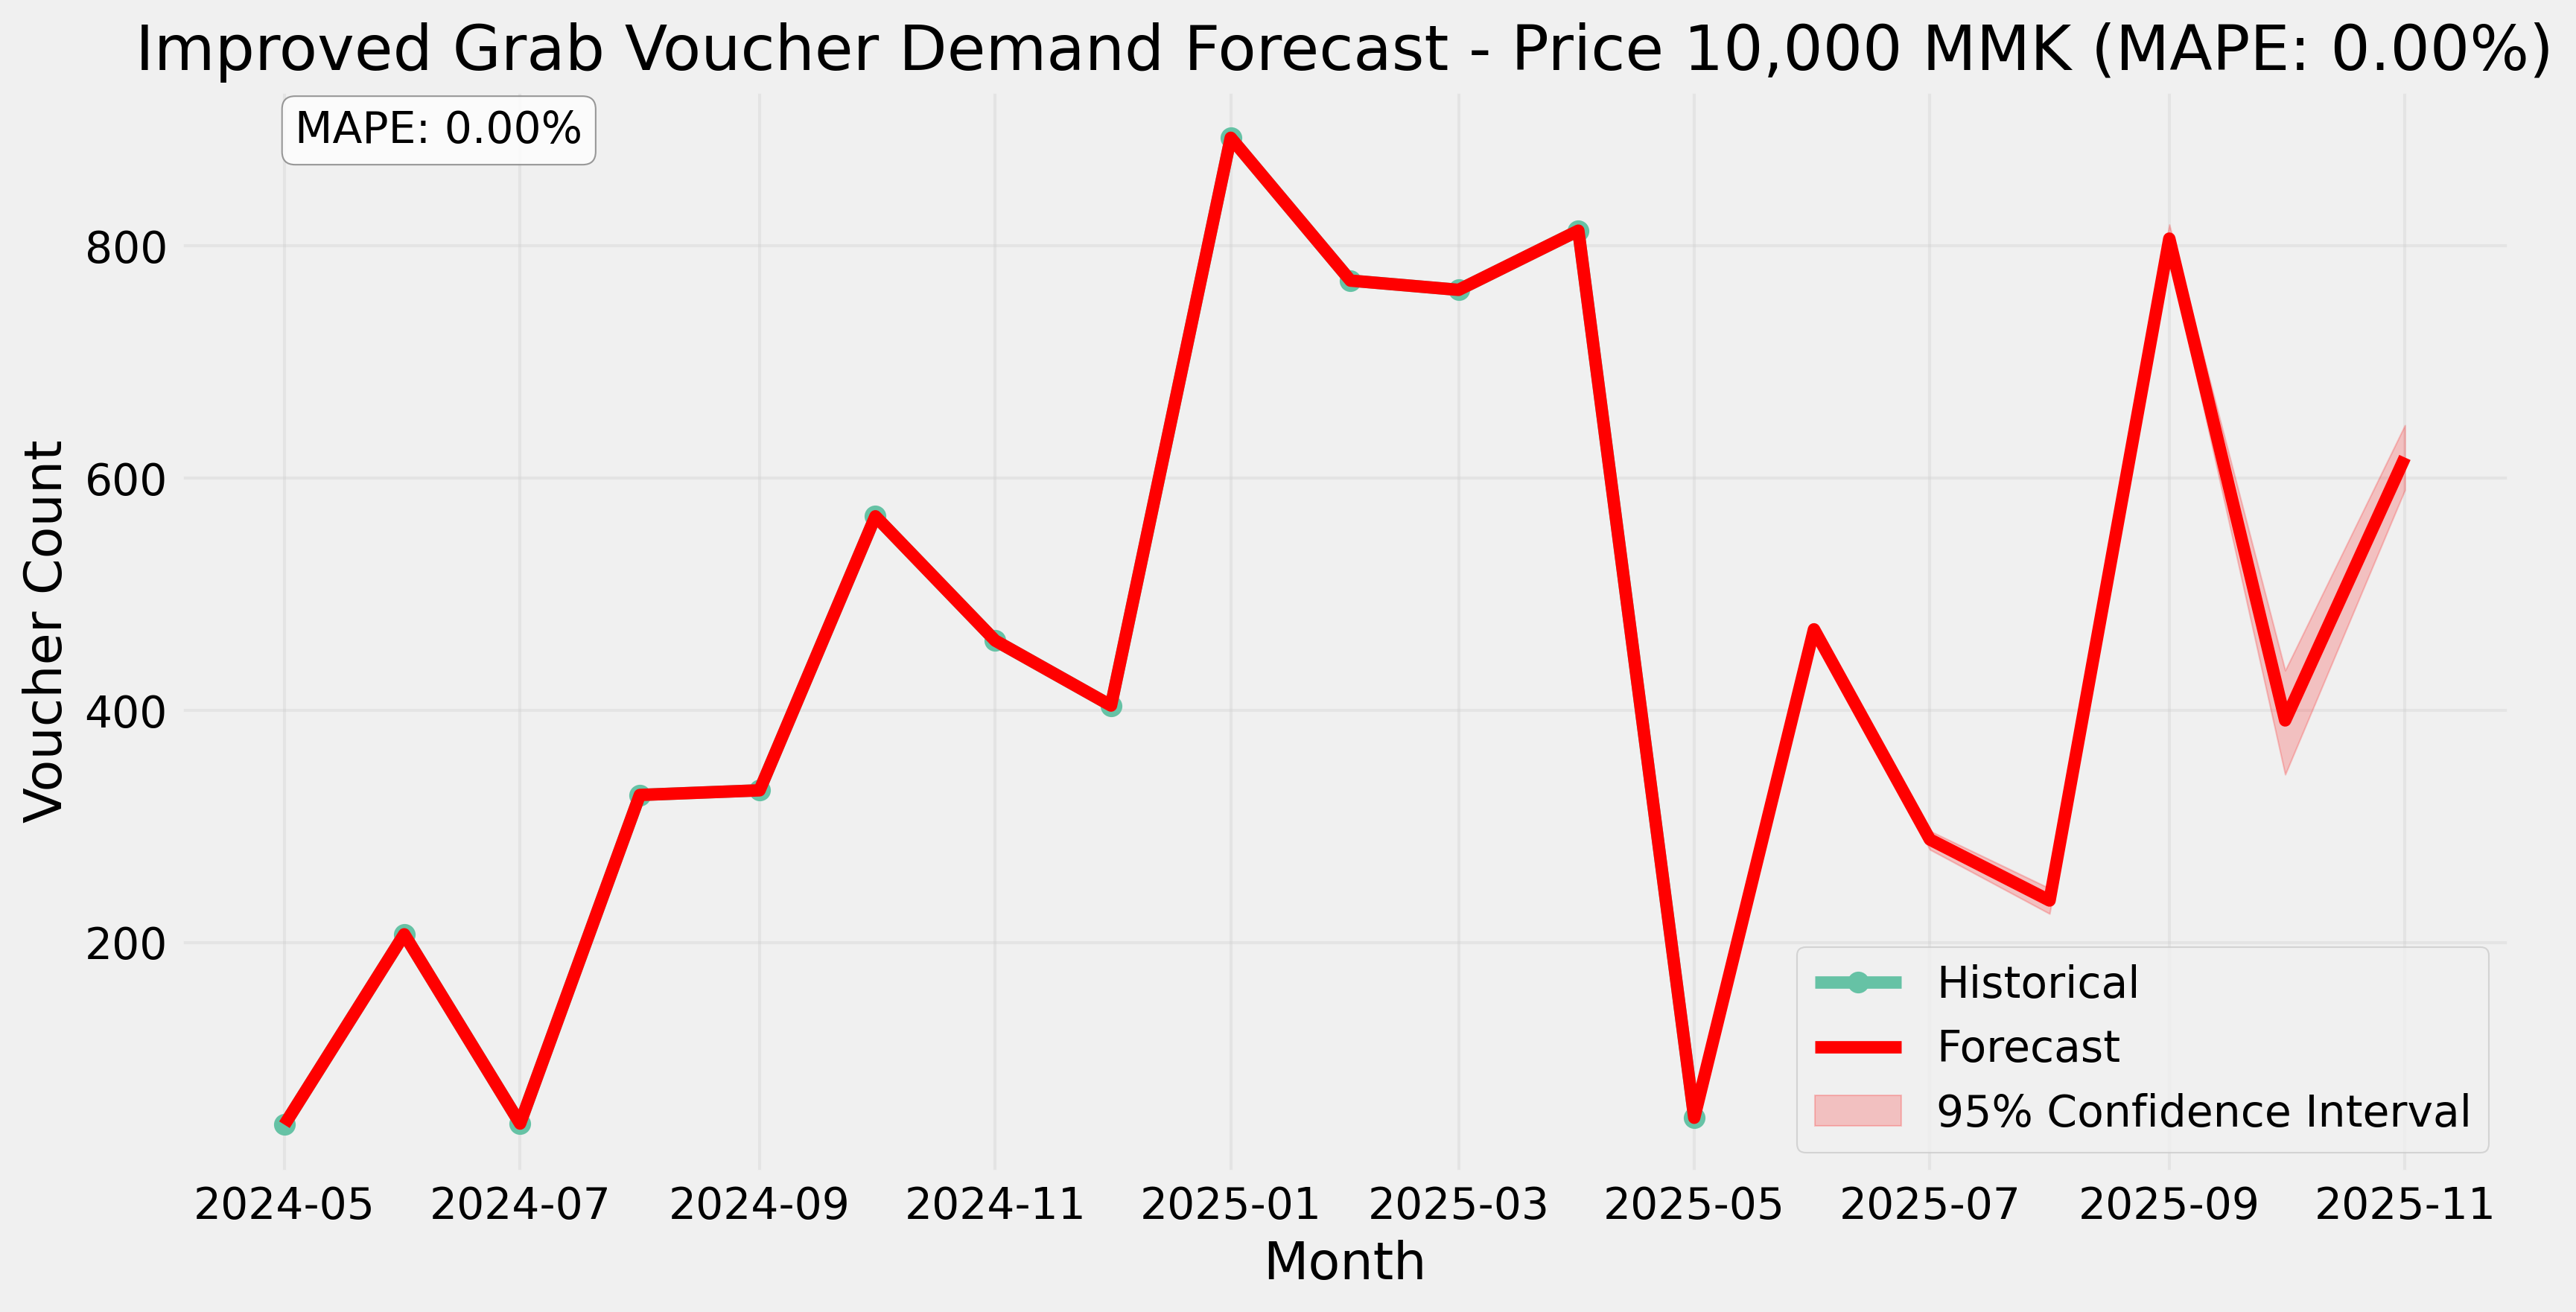 Improved Grab Voucher Demand Forecast - Price 10,000 MMK (MAPE: 0.00%)
MAPE: 0.00%
Voucher Count
800
600
400
200
Historical
Forecast
95% Confidence Interval
2024-05 2024-07 2024-09 2024-11 2025-01 2025-03 2025-05 2025-07 2025-09 2025-11
Month